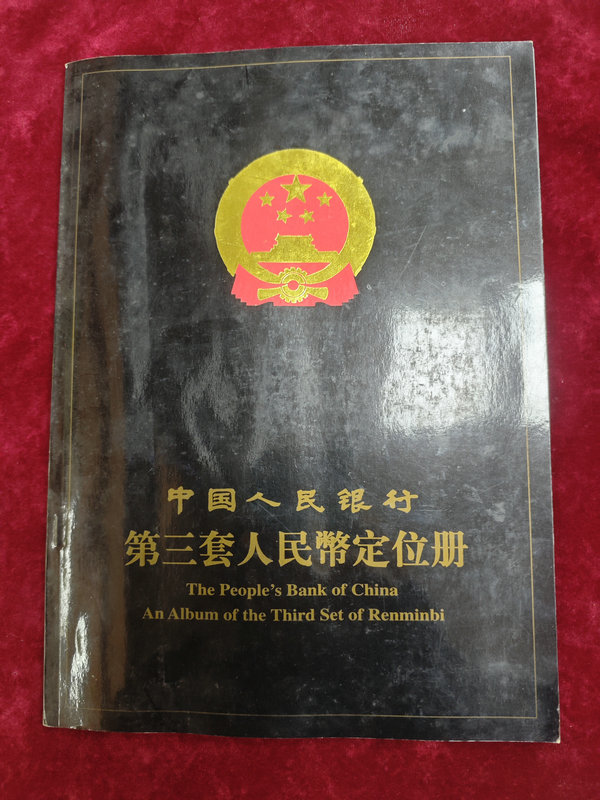 中国人民银行
第三套人民幣定位册
The People's Bank of China
An Album of the Third Set of Renminbi